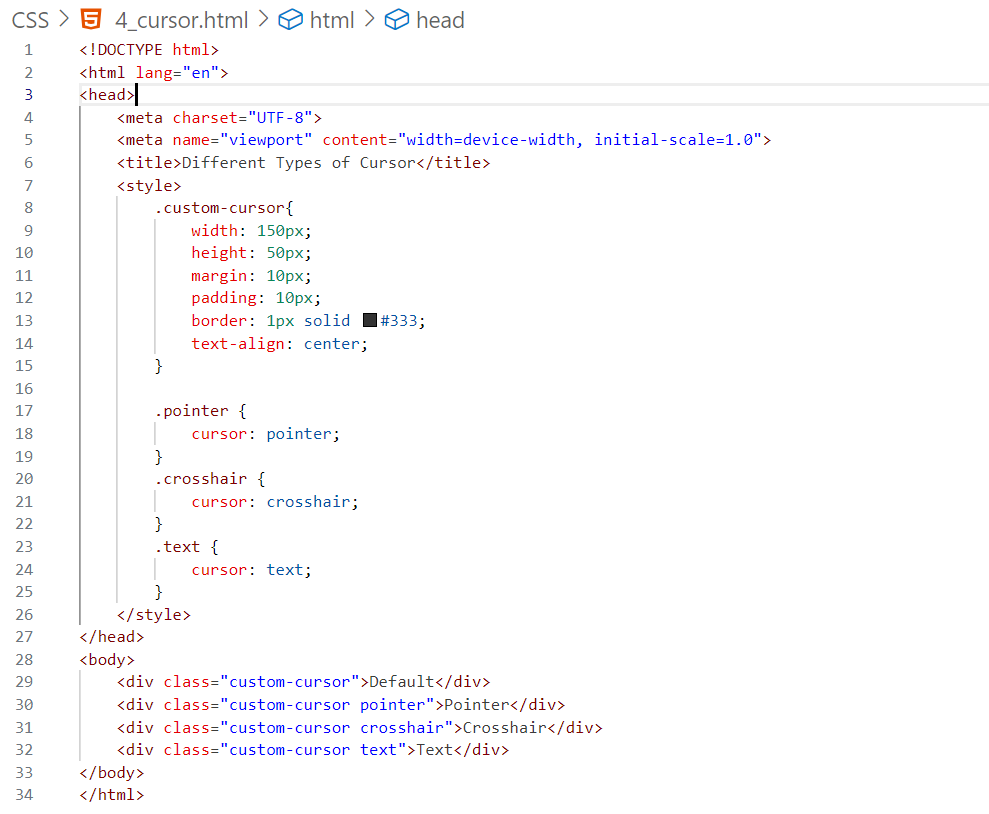 CSS > 4_cursor.html > html > head
1 <!DOCTYPE html>
2 <html lang="en">
3 <head>
4 <meta charset="UTF-8">
5 <meta name="viewport" content="width=device-width, initial-scale=1.0">
6 <title>Different Types of Cursor</title>
7 <style>
8 .custom-cursor{
9 width: 150px;
10 height: 50px;
11 margin: 10px;
12 padding: 10px;
13 border: 1px solid #333;
14 text-align: center;
15 }
16
17 .pointer {
18 cursor: pointer;
19 }
20 .crosshair {
21 cursor: crosshair;
22 }
23 .text {
24 cursor: text;
25 }
26 </style>
27 </head>
28 <body>
29 <div class="custom-cursor">Default</div>
30 <div class="custom-cursor pointer">Pointer</div>
31 <div class="custom-cursor crosshair">Crosshair</div>
32 <div class="custom-cursor text">Text</div>
33 </body>
34 </html>